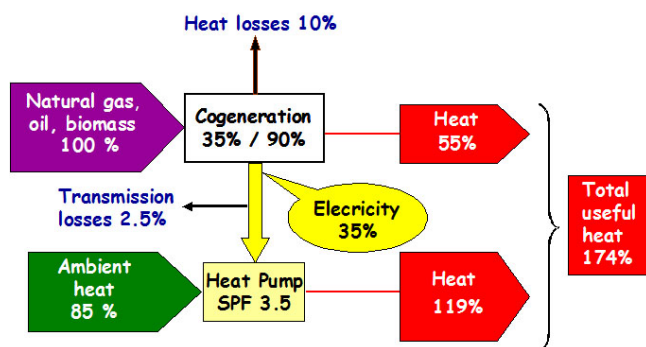 Heat losses 10%
Natural gas,
oil, biomass
100 %
Cogeneration
35% / 90%
Heat
55%
Transmission
losses 2.5%
Elecricity
35%
Total
useful
heat
174%
Ambient
heat
85 %
Heat Pump
SPF 3.5
Heat
119%